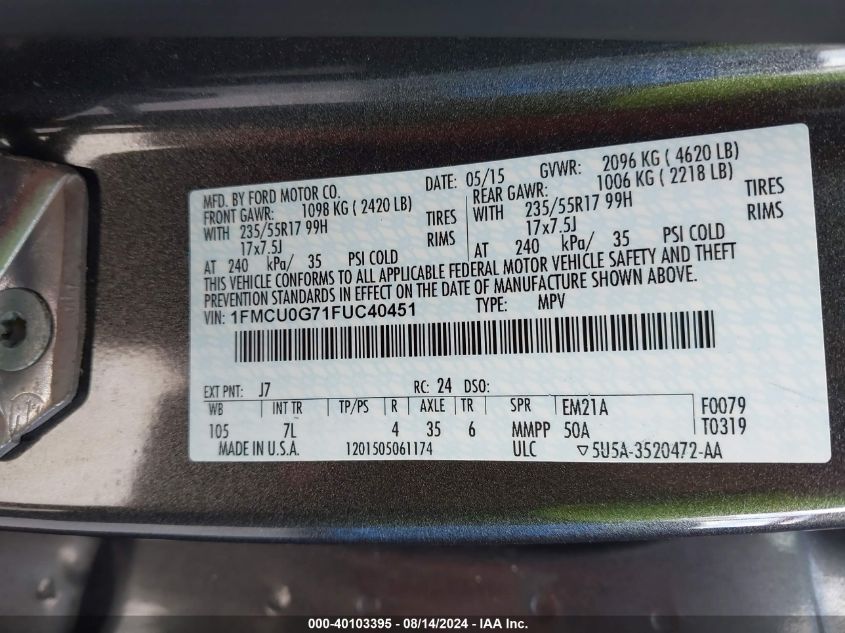 MFD. BY FORD MOTOR CO. DATE: 05/15 GVWR: 2096 KG ( 4620 LB)
FRONT GAWR: 1098 KG ( 2420 LB) REAR GAWR: 1006 KG ( 2218 LB)
WITH 235/55R17 99H TIRES WITH 235/55R17 99H TIRES
17x7.5J RIMS 17x7.5J RIMS
AT 240 kPa/ 35 PSI COLD AT 240 kPa/ 35 PSI COLD
THIS VEHICLE CONFORMS TO ALL APPLICABLE FEDERAL MOTOR VEHICLE SAFETY AND THEFT
PREVENTION STANDARDS IN EFFECT ON THE DATE OF MANUFACTURE SHOWN ABOVE.
VIN: 1FMCU0G71FUC40451 TYPE: MPV
EXT PNT: J7 RC: 24 DSO:
WB INT TR TP/PS R AXLE TR SPR EM21A F0079
105 7L 4 35 6 MMPP 50A T0319
MADE IN U.S.A. 1201505061174 ULC ▽5U5A-3520472-AA
000-40103395 - 08/14/2024 - IAA Inc.